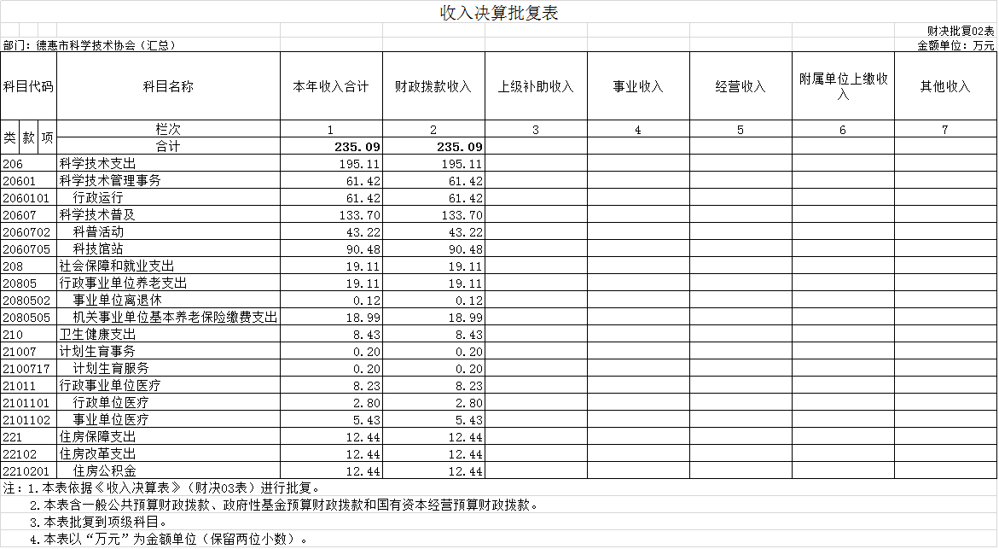 收入决算批复表
财决批复02表
部门：德惠市科学技术协会（汇总）
金额单位：万元
科目代码 科目名称 本年收入合计 财政拨款收入 上级补助收入 事业收入 经营收入 附属单位上缴收入 其他收入
类 款 项 栏次 1 2 3 4 5 6 7
合计 235.09 235.09
206 科学技术支出 195.11 195.11
20601 科学技术管理事务 61.42 61.42
2060101 行政运行 61.42 61.42
20607 科学技术普及 133.70 133.70
2060702 科普活动 43.22 43.22
2060705 科技馆站 90.48 90.48
208 社会保障和就业支出 19.11 19.11
20805 行政事业单位养老支出 19.11 19.11
2080502 事业单位离退休 0.12 0.12
2080505 机关事业单位基本养老保险缴费支出 18.99 18.99
210 卫生健康支出 8.43 8.43
21007 计划生育事务 0.20 0.20
2100717 计划生育服务 0.20 0.20
21011 行政事业单位医疗 8.23 8.23
2101101 行政单位医疗 2.80 2.80
2101102 事业单位医疗 5.43 5.43
221 住房保障支出 12.44 12.44
22102 住房改革支出 12.44 12.44
2210201 住房公积金 12.44 12.44
注：1.本表依据《收入决算表》（财决03表）进行批复。
2.本表含一般公共预算财政拨款、政府性基金预算财政拨款和国有资本经营预算财政拨款。
3.本表批复到项级科目。
4.本表以“万元”为金额单位（保留两位小数）。